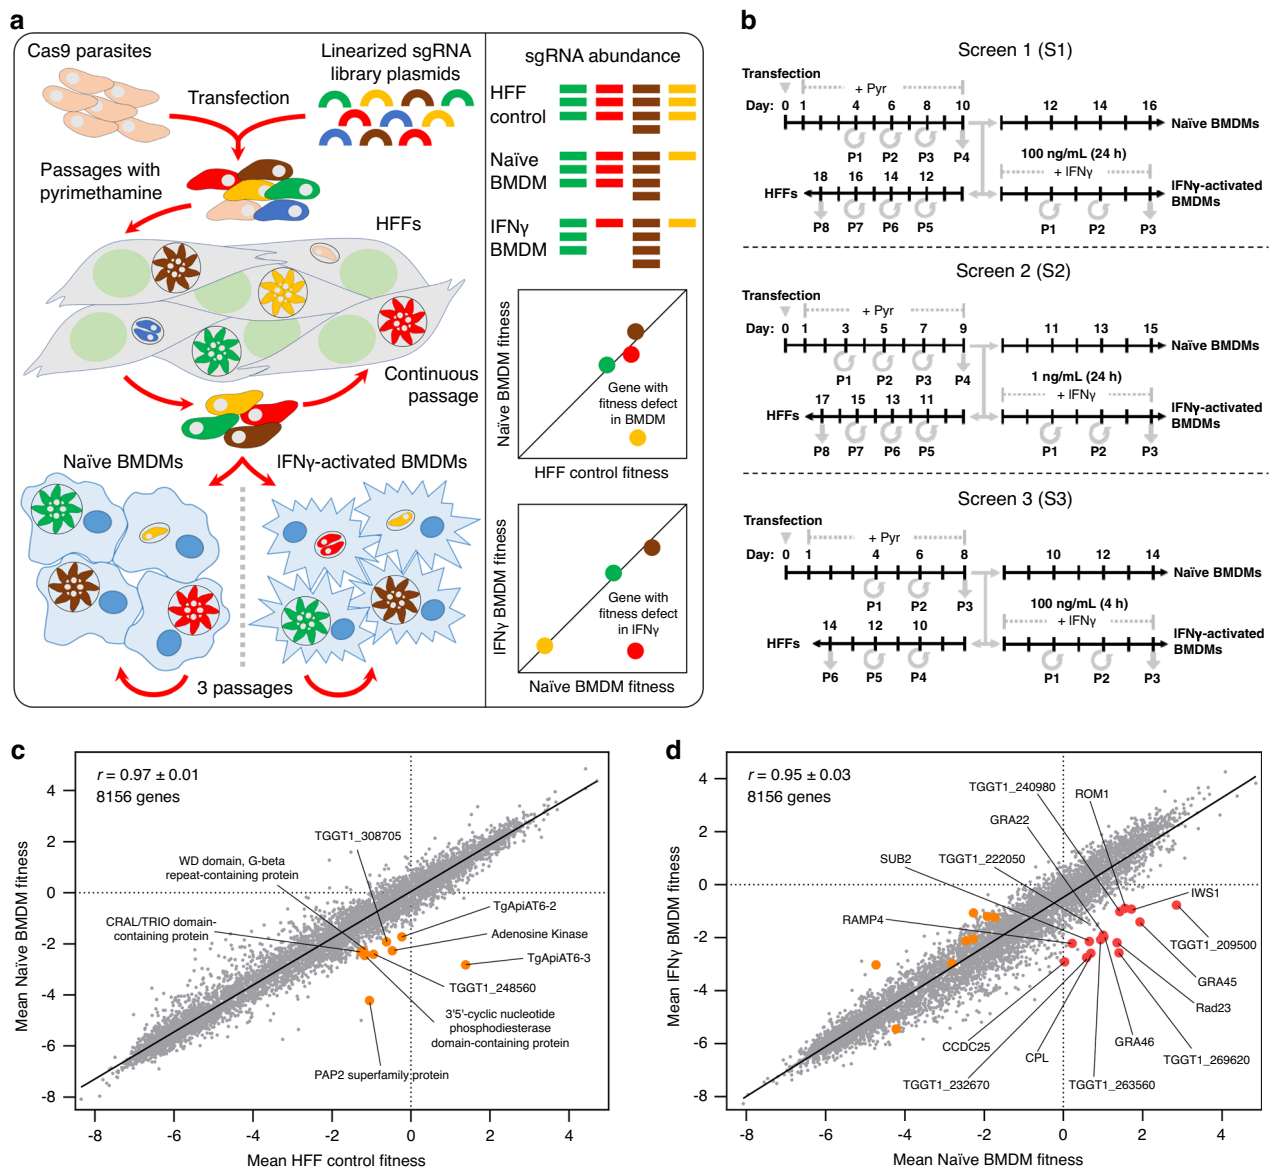 a
Cas9 parasites
Linearized sgRNA
library plasmids
Transfection
Passages with
pyrimethamine
HFFs
Continuous
passage
Naïve BMDMs
IFNγ-activated BMDMs
3 passages
sgRNA abundance
HFF
control
Naïve
BMDM
IFNγ
BMDM
Naïve BMDM fitness
Gene with
fitness defect
in BMDM
HFF control fitness
IFNγ BMDM fitness
Gene with
fitness defect
in IFNγ
Naïve BMDM fitness
b
Screen 1 (S1)
Transfection
+ Pyr
Day: 0 1 4 6 8 10 12 14 16
Naïve BMDMs
P1 P2 P3 P4
100 ng/mL (24 h)
+ IFNγ
18 16 14 12
HFFs
IFNγ-activated
BMDMs
P8 P7 P6 P5 P1 P2 P3
Screen 2 (S2)
Transfection
+ Pyr
Day: 0 1 3 5 7 9 11 13 15
Naïve BMDMs
P1 P2 P3 P4
1 ng/mL (24 h)
+ IFNγ
17 15 13 11
HFFs
IFNγ-activated
BMDMs
P8 P7 P6 P5 P1 P2 P3
Screen 3 (S3)
Transfection
+ Pyr
Day: 0 1 4 6 8 10 12 14
Naïve BMDMs
P1 P2 P3
100 ng/mL (4 h)
+ IFNγ
14 12 10
HFFs
IFNγ-activated
BMDMs
P6 P5 P4 P1 P2 P3
c
r = 0.97 ± 0.01
8156 genes
Mean Naïve BMDM fitness
4
2
0
-2
-4
-6
-8
TGGT1_308705
WD domain, G-beta
repeat-containing protein
CRAL/TRIO domain-
containing protein
TgApiAT6-2
Adenosine Kinase
TgApiAT6-3
TGGT1_248560
3'5'-cyclic nucleotide
phosphodiesterase
domain-containing protein
PAP2 superfamily protein
-8 -6 -4 -2 0 2 4
Mean HFF control fitness
d
r = 0.95 ± 0.03
8156 genes
Mean IFNγ BMDM fitness
4
2
0
-2
-4
-6
-8
TGGT1_240980
ROM1
GRA22
SUB2
TGGT1_222050
IWS1
RAMP4
TGGT1_209500
GRA45
Rad23
GRA46
CCDC25
CPL
TGGT1_269620
TGGT1_232670
TGGT1_263560
-8 -6 -4 -2 0 2 4
Mean Naïve BMDM fitness